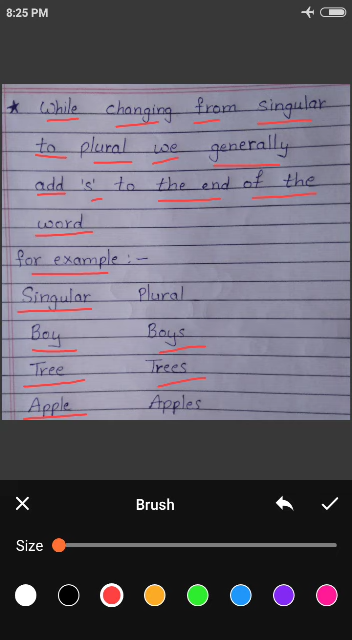 8:25 PM
★ While changing from singular
to plural we generally
add 's' to the end of the
word
for example :-
Singular Plural
Boy Boys
Tree Trees
Apple Apples
Brush
Size